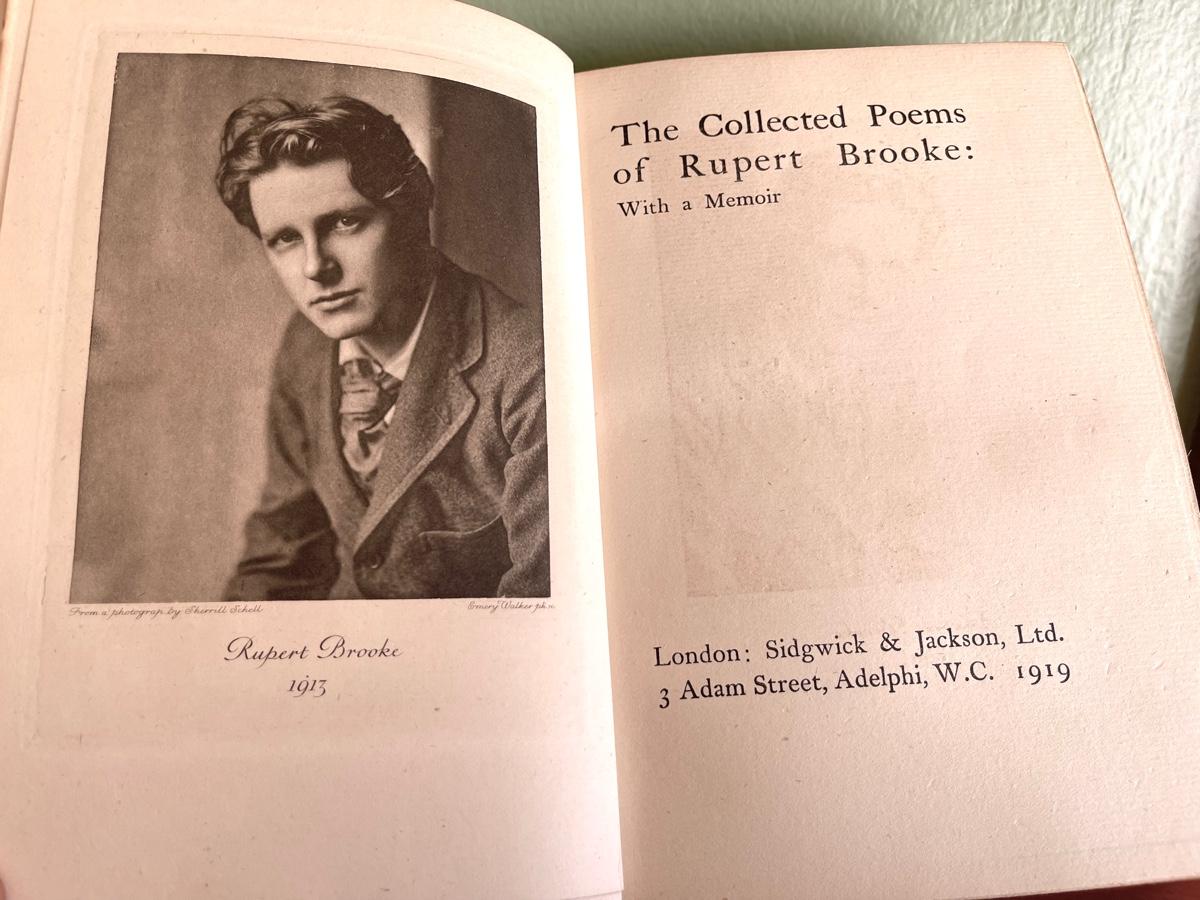 From a photograp by Sherrill Schell
Emery Walker ph.sc.
Rupert Brooke
1913
The Collected Poems
of Rupert Brooke:
With a Memoir
London: Sidgwick & Jackson, Ltd.
3 Adam Street, Adelphi, W.C. 1919